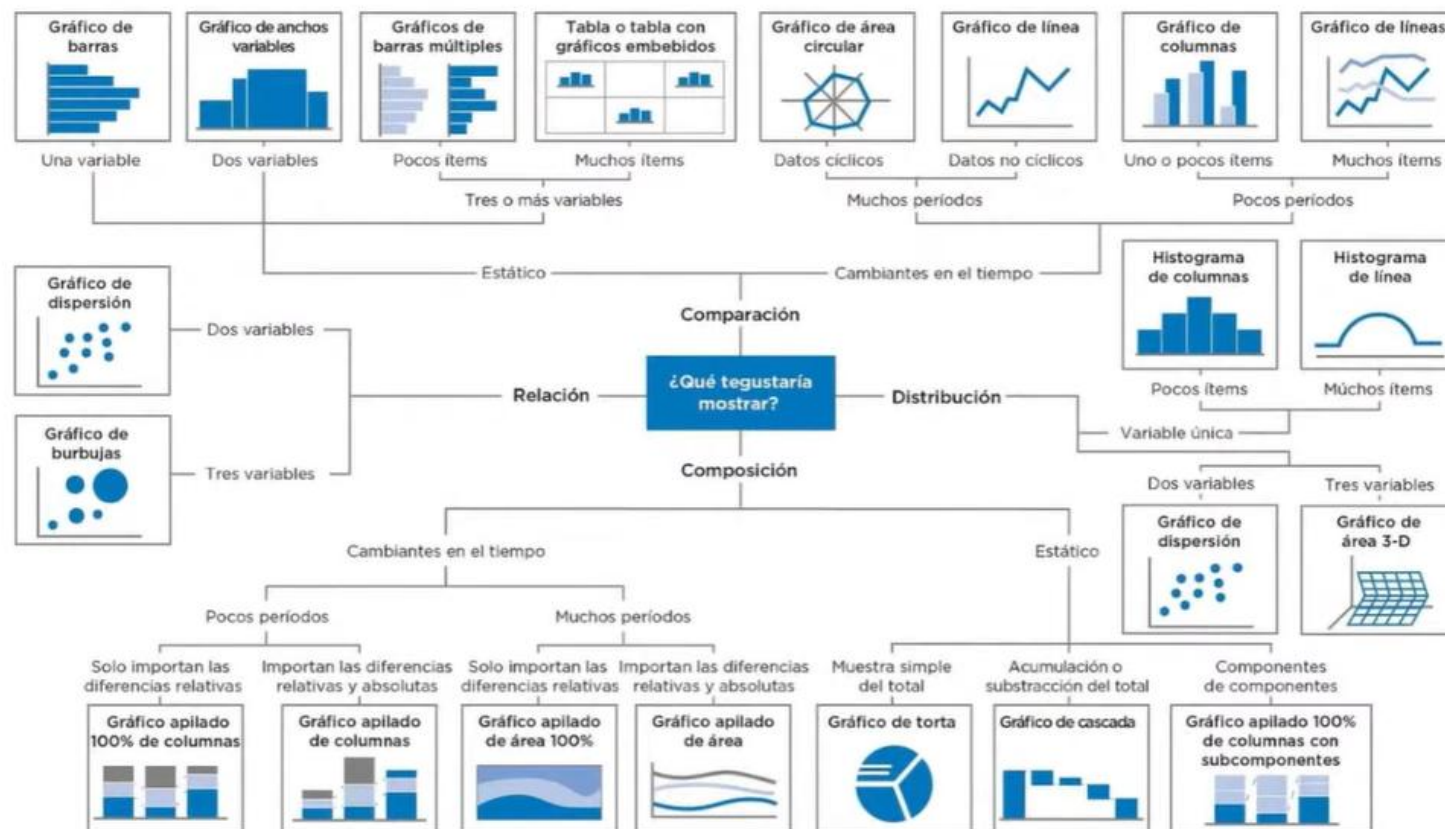 Gráfico de
barras
Gráfico de anchos
variables
Gráficos de
barras múltiples
Tabla o tabla con
gráficos embebidos
Gráfico de área
circular
Gráfico de línea
Gráfico de
columnas
Gráfico de líneas
Una variable
Dos variables
Pocos ítems
Muchos ítems
Datos cíclicos
Datos no cíclicos
Uno o pocos ítems
Muchos ítems
Tres o más variables
Muchos períodos
Pocos períodos
Estático
Cambiantes en el tiempo
Comparación
Gráfico de
dispersión
Dos variables
Relación
Gráfico de
burbujas
Tres variables
¿Qué tegustaría
mostrar?
Distribución
Histograma
de columnas
Histograma
de línea
Pocos ítems
Múchos ítems
Variable única
Dos variables
Tres variables
Gráfico de
dispersión
Gráfico de
área 3-D
Composición
Cambiantes en el tiempo
Estático
Pocos períodos
Muchos períodos
Solo importan las
diferencias relativas
Importan las diferencias
relativas y absolutas
Solo importan las
diferencias relativas
Importan las diferencias
relativas y absolutas
Muestra simple
del total
Acumulación o
substracción del total
Componentes
de componentes
Gráfico apilado
100% de columnas
Gráfico apilado
de columnas
Gráfico apilado
de área 100%
Gráfico apilado
de área
Gráfico de torta
Gráfico de cascada
Gráfico apilado 100%
de columnas con
subcomponentes